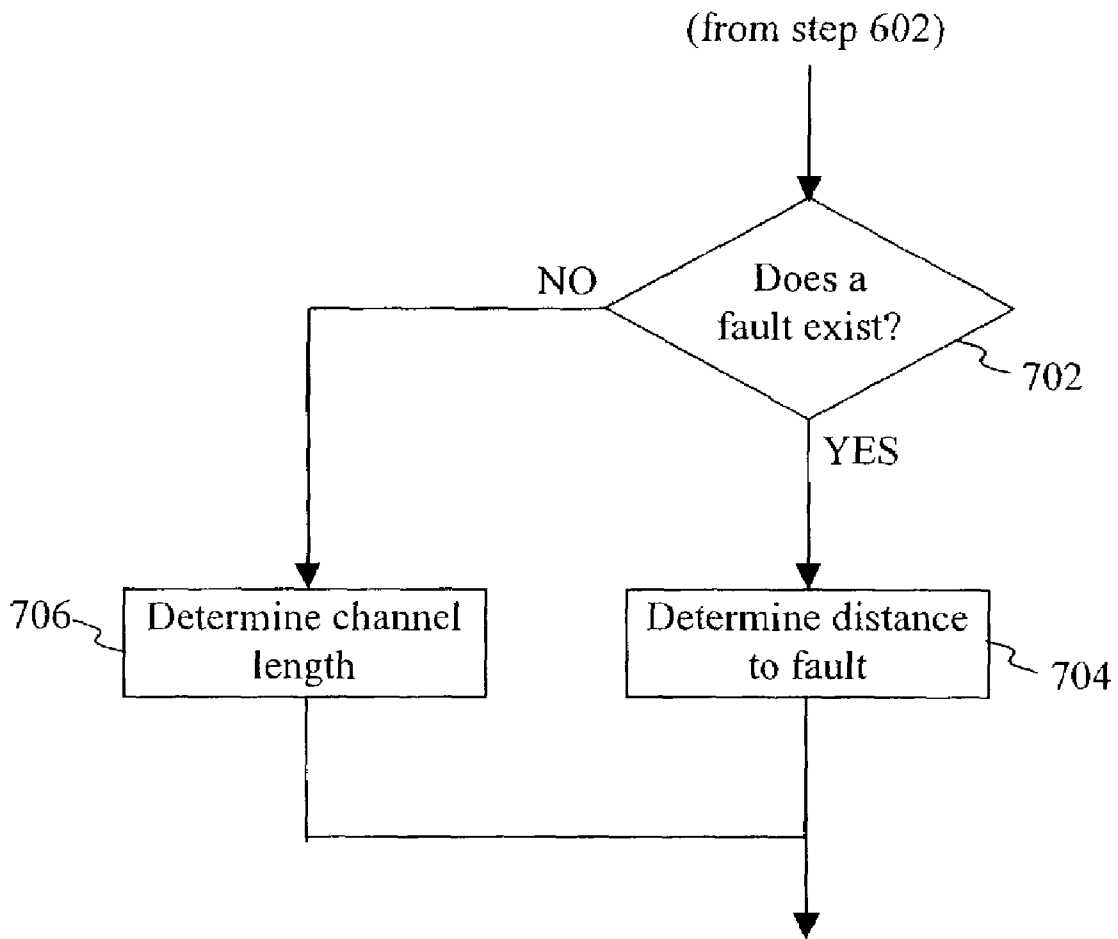 (from step 602)
NO
Does a
fault exist?
702
YES
706
Determine channel
length
Determine distance
to fault
704